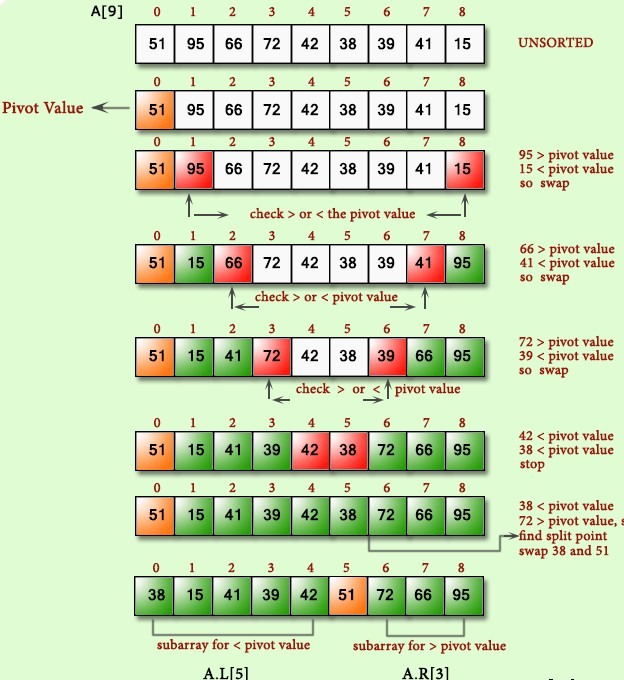 A[9]
0 1 2 3 4 5 6 7 8
51 95 66 72 42 38 39 41 15
UNSORTED
0 1 2 3 4 5 6 7 8
Pivot Value
51 95 66 72 42 38 39 41 15
0 1 2 3 4 5 6 7 8
51 95 66 72 42 38 39 41 15
95 > pivot value
15 < pivot value
so swap
check > or < the pivot value
0 1 2 3 4 5 6 7 8
51 15 66 72 42 38 39 41 95
66 > pivot value
41 < pivot value
so swap
check > or < pivot value
0 1 2 3 4 5 6 7 8
51 15 41 72 42 38 39 66 95
72 > pivot value
39 < pivot value
so swap
check > or < pivot value
0 1 2 3 4 5 6 7 8
51 15 41 39 42 38 72 66 95
42 < pivot value
38 < pivot value
stop
0 1 2 3 4 5 6 7 8
51 15 41 39 42 38 72 66 95
38 < pivot value
72 > pivot value, s
find split point
swap 38 and 51
0 1 2 3 4 5 6 7 8
38 15 41 39 42 51 72 66 95
subarray for < pivot value
subarray for > pivot value
A.L[5]
A.R[3]